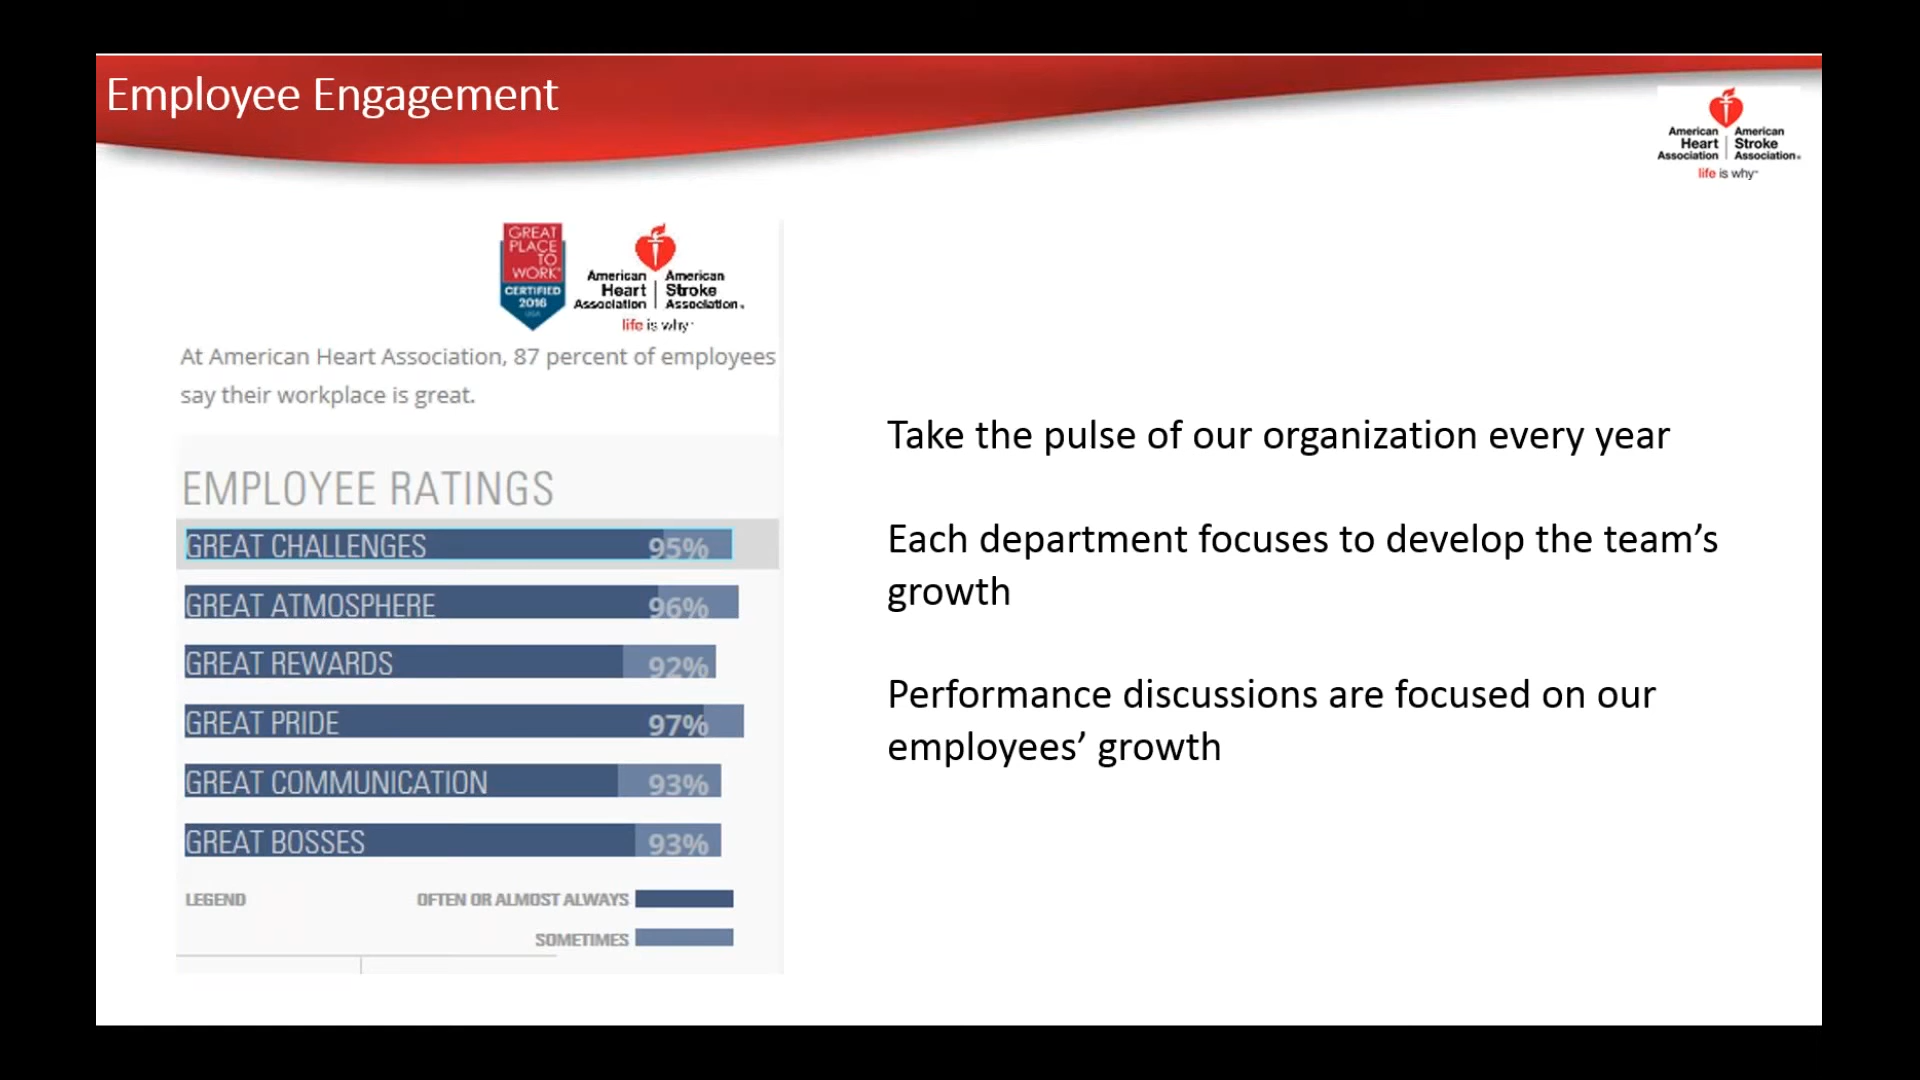 Employee Engagement
American
Heart
Association
American
Stroke
Association®
life is why™
GREAT
PLACE
TO
WORK
CERTIFIED
2016
USA
American
Heart
Association
American
Stroke
Association®
life is why™
At American Heart Association, 87 percent of employees
say their workplace is great.
EMPLOYEE RATINGS
GREAT CHALLENGES 95%
GREAT ATMOSPHERE 96%
GREAT REWARDS 92%
GREAT PRIDE 97%
GREAT COMMUNICATION 93%
GREAT BOSSES 93%
LEGEND OFTEN OR ALMOST ALWAYS
SOMETIMES
Take the pulse of our organization every year
Each department focuses to develop the team’s
growth
Performance discussions are focused on our
employees’ growth